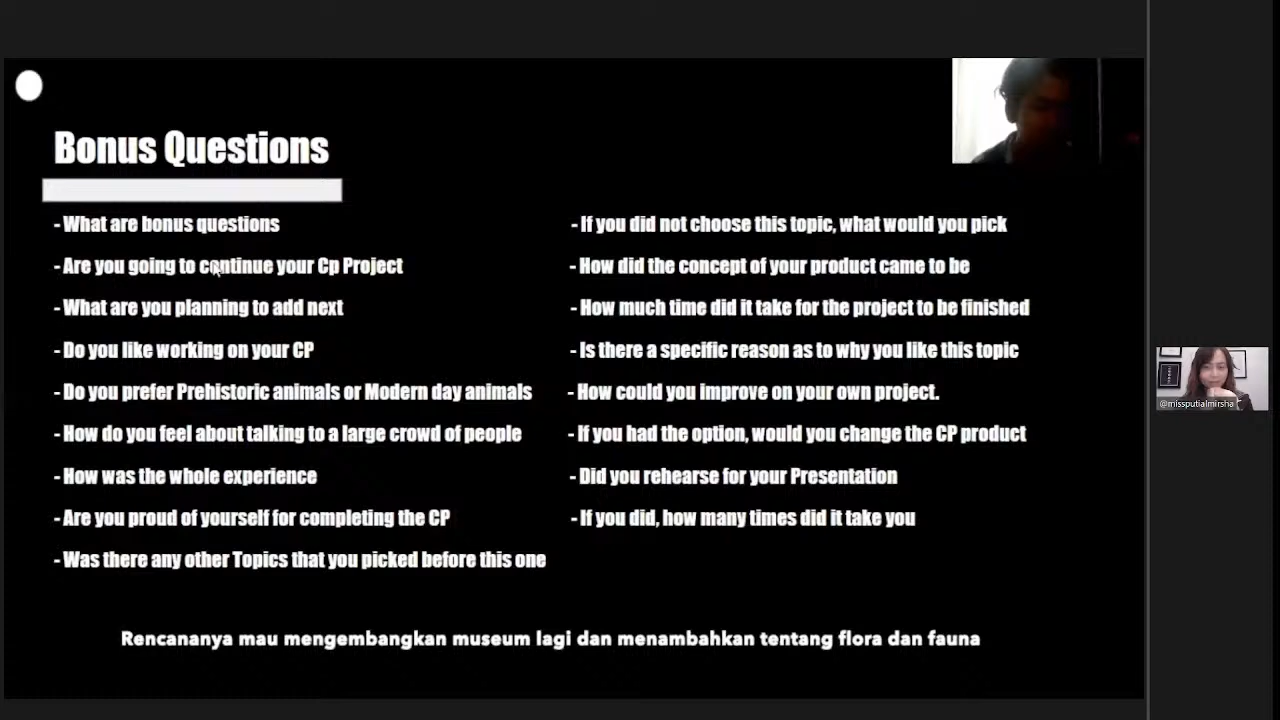 Bonus Questions
- What are bonus questions
- Are you going to continue your Cp Project
- What are you planning to add next
- Do you like working on your CP
- Do you prefer Prehistoric animals or Modern day animals
- How do you feel about talking to a large crowd of people
- How was the whole experience
- Are you proud of yourself for completing the CP
- Was there any other Topics that you picked before this one
- If you did not choose this topic, what would you pick
- How did the concept of your product came to be
- How much time did it take for the project to be finished
- Is there a specific reason as to why you like this topic
- How could you improve on your own project.
- If you had the option, would you change the CP product
- Did you rehearse for your Presentation
- If you did, how many times did it take you
Rencananya mau mengembangkan museum lagi dan menambahkan tentang flora dan fauna
@missputialmirsha